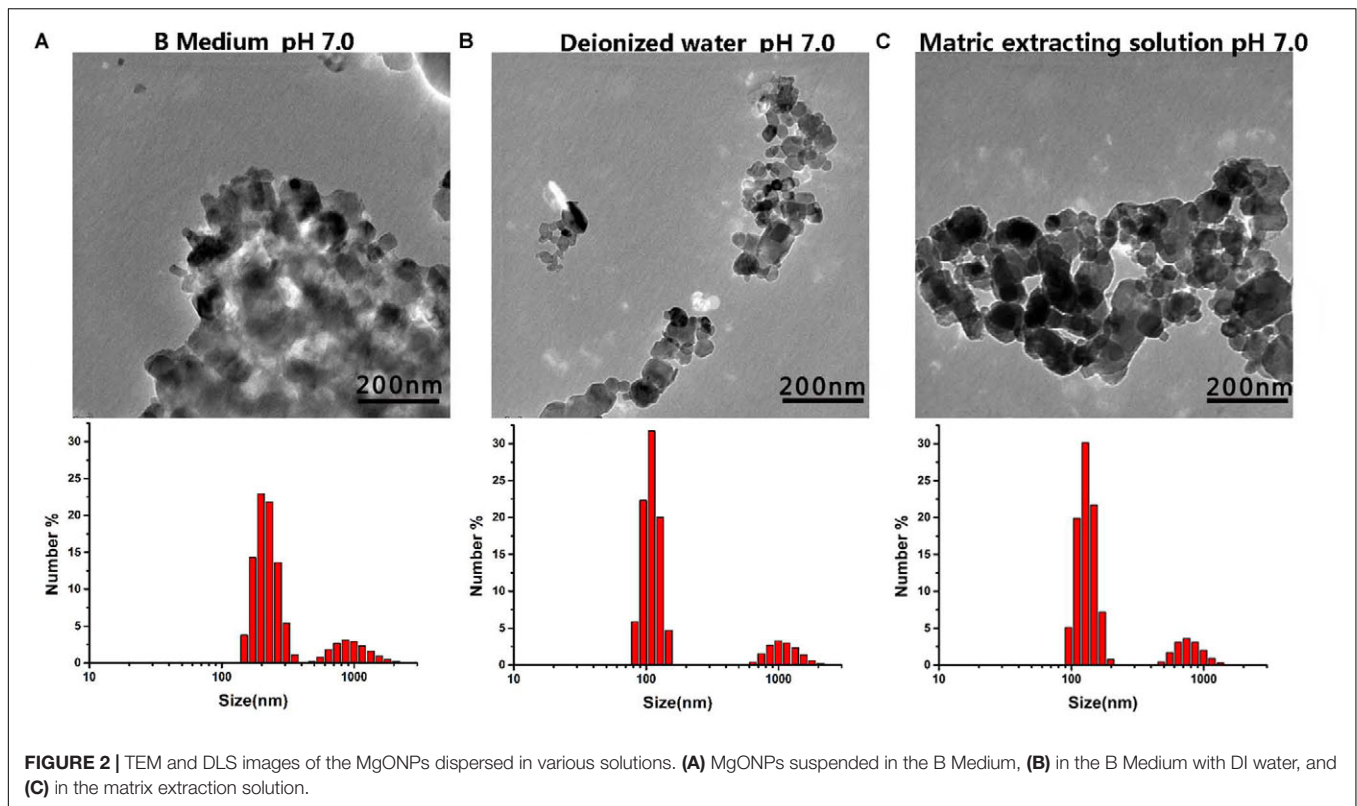 A B Medium pH 7.0
B Deionized water pH 7.0
C Matric extracting solution pH 7.0
200nm
200nm
200nm
30
25
20
15
10
5
0
Number %
10 100 1000
Size(nm)
30
25
20
15
10
5
0
Number %
10 100 1000
Size(nm)
30
25
20
15
10
5
0
Number %
10 100 1000
Size(nm)
FIGURE 2 | TEM and DLS images of the MgONPs dispersed in various solutions. (A) MgONPs suspended in the B Medium, (B) in the B Medium with DI water, and
(C) in the matrix extraction solution.